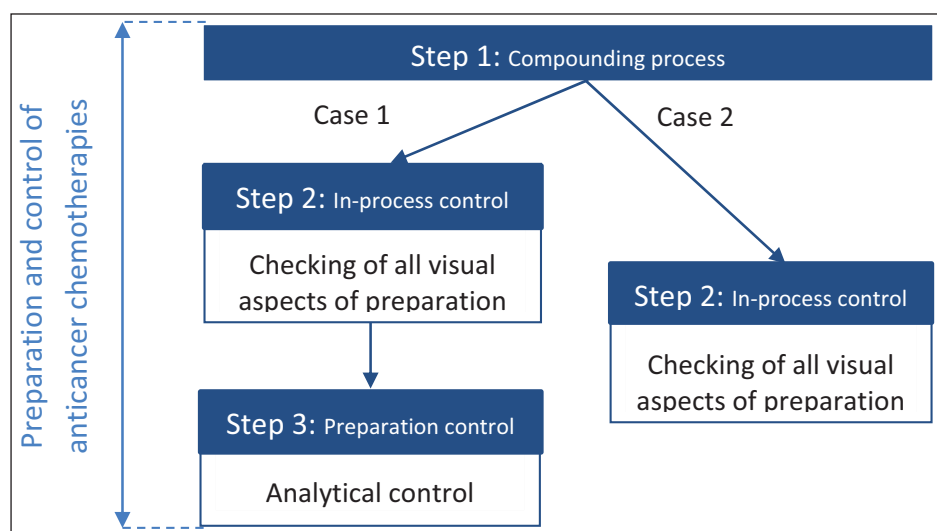 Preparation and control of
anticancer chemotherapies
Step 1: Compounding process
Case 1
Case 2
Step 2: In-process control
Checking of all visual
aspects of preparation
Step 2: In-process control
Checking of all visual
aspects of preparation
Step 3: Preparation control
Analytical control